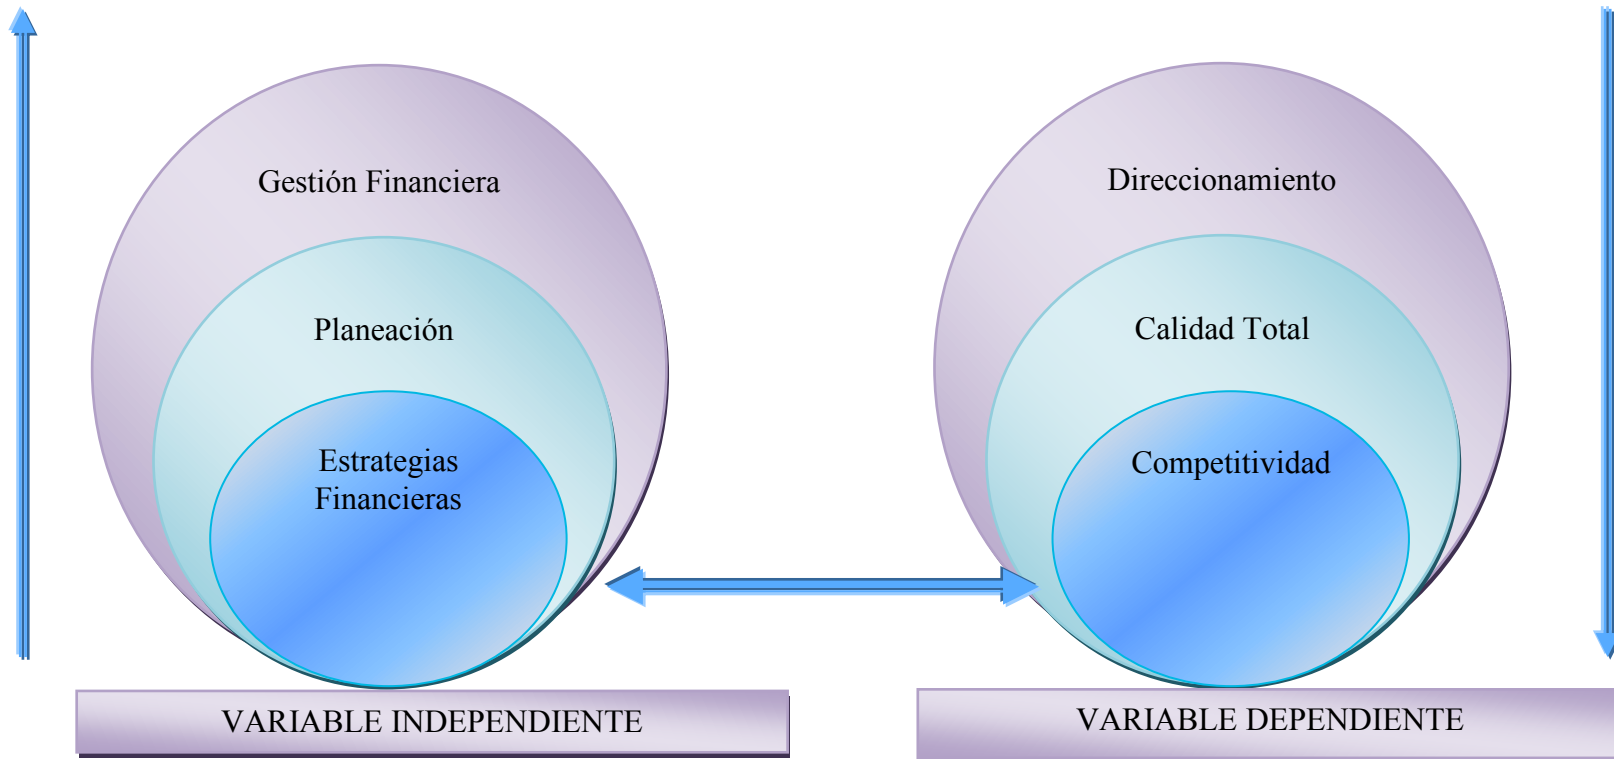 Gestión Financiera
Planeación
Estrategias
Financieras
VARIABLE INDEPENDIENTE
Direccionamiento
Calidad Total
Competitividad
VARIABLE DEPENDIENTE